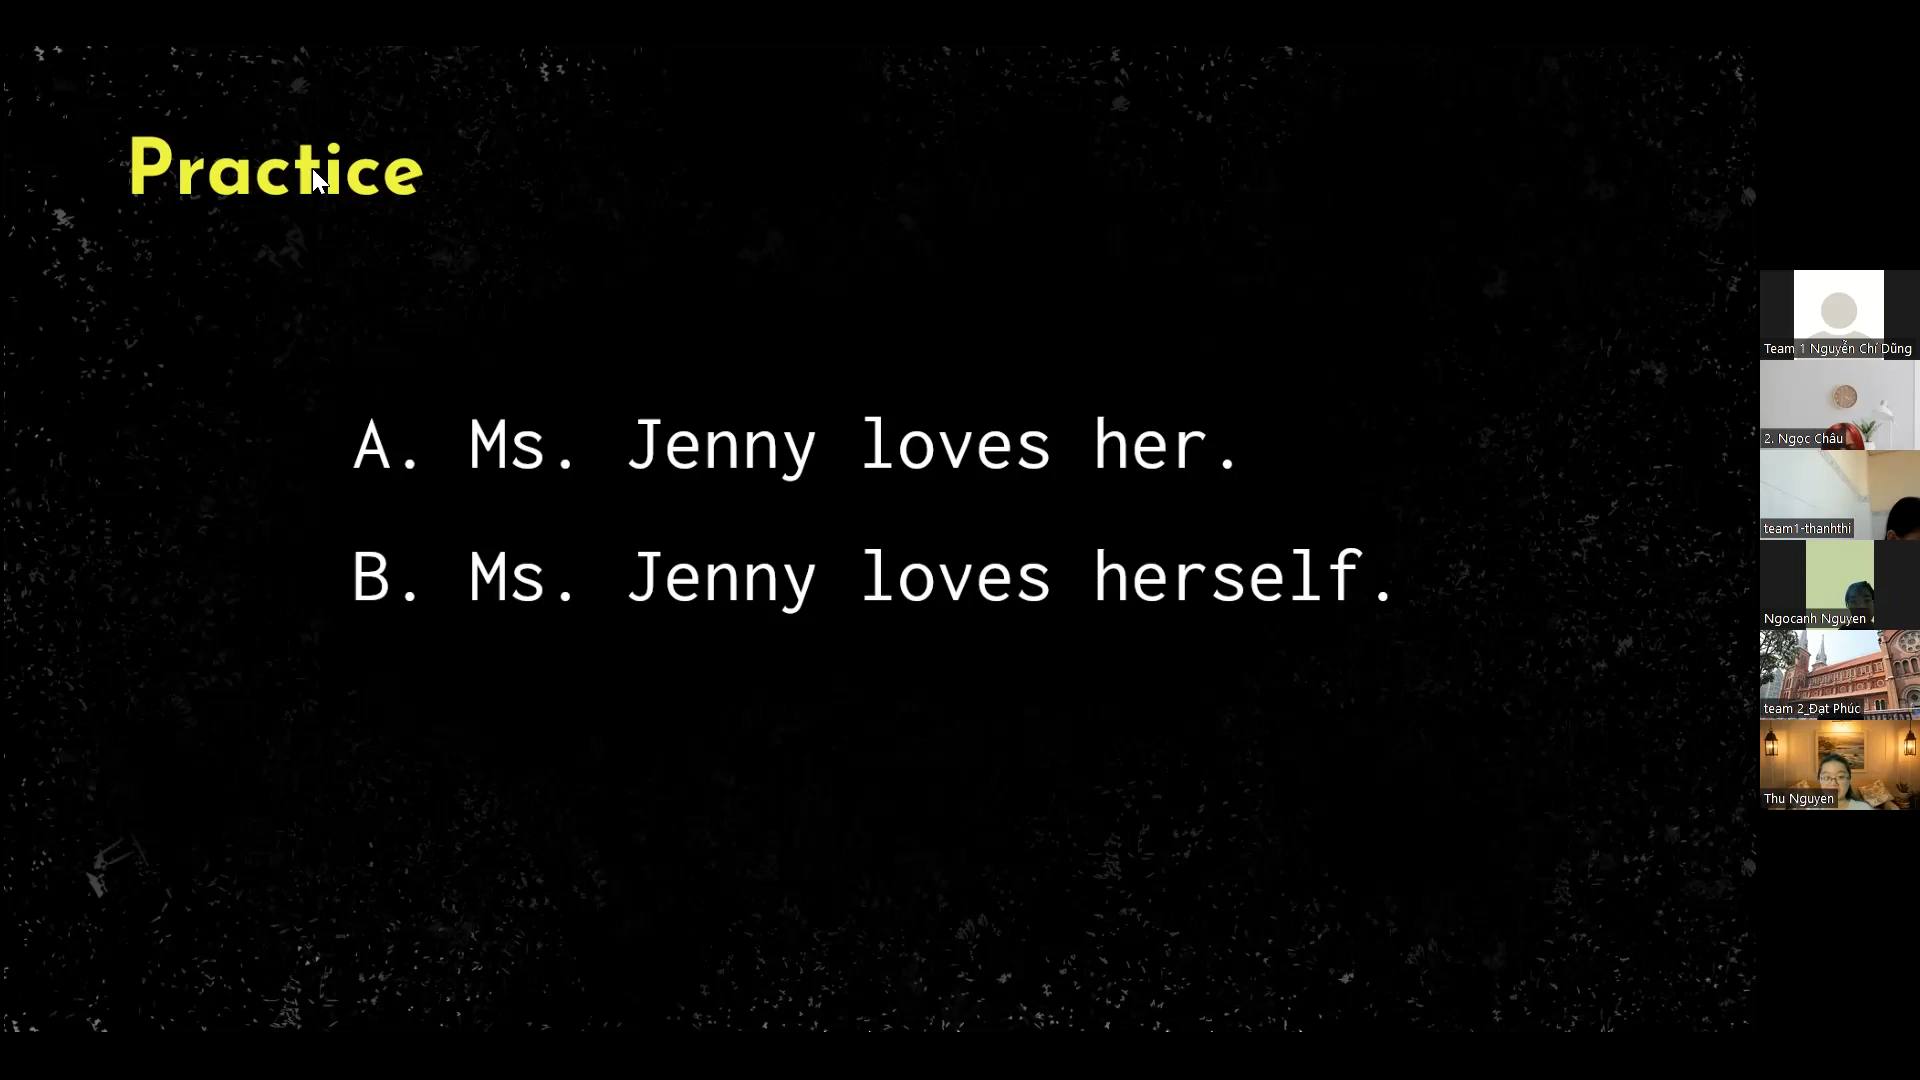 Practice
A. Ms. Jenny loves her.
B. Ms. Jenny loves herself.
Team 1 Nguyễn Chí Dũng
2. Ngọc Châu
team1-thanhthi
Ngocanh Nguyen
team 2_Đạt Phúc
Thu Nguyen